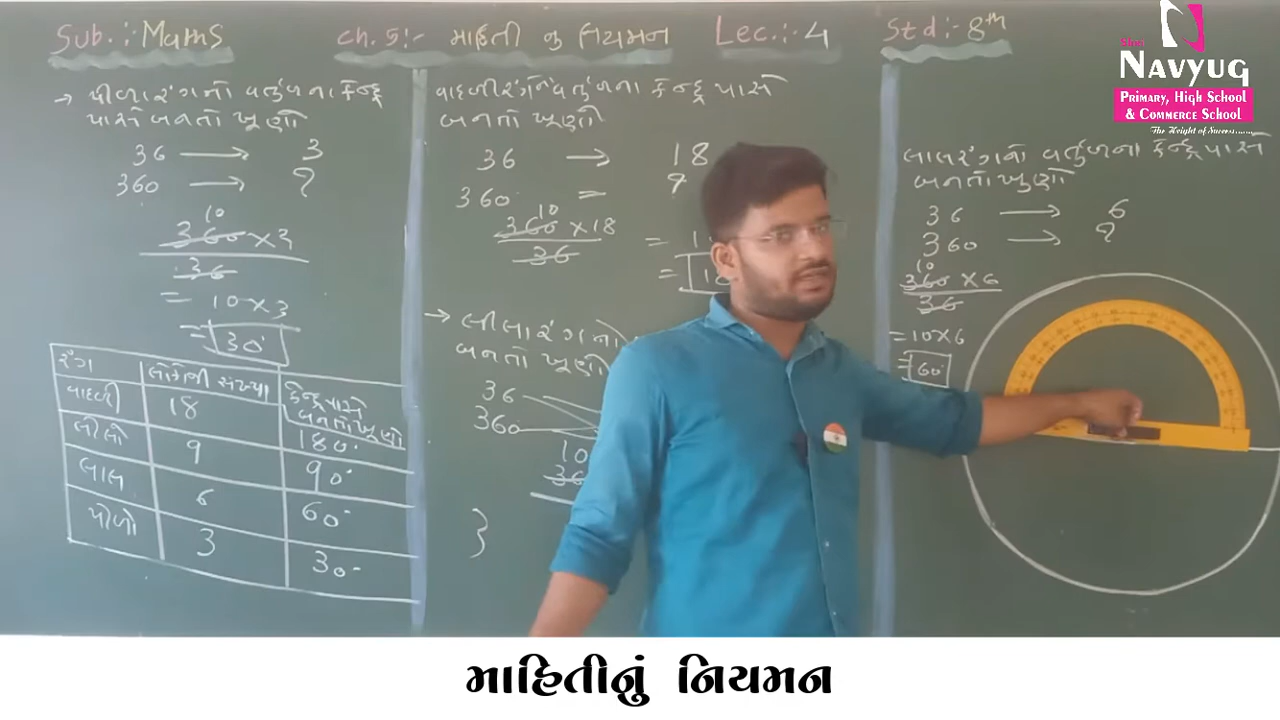 Sub. :- Maths
ch. 5 :- માહિતી નુ નિયમન
Lec. :- 4
Std :- 8th
Shree
NAVYUG
PRIMARY, HIGH SCHOOL
& COMMERCE SCHOOL
The Height of Success.......
→ પીળા રંગનો વર્તુળના કેન્દ્ર
પાસે બનતો ખૂણો
36 → 3
360 → ?
10
360 × 3
36
= 10 × 3
= 30°
રંગ
લોકોની સંખ્યા
કેન્દ્ર પાસે
બનતો ખૂણો
વાદળી 18 180°
લીલો 9 90°
લાલ 6 60°
પીળો 3 30°
વાદળી રંગનો વર્તુળના કેન્દ્ર પાસે
બનતો ખૂણો
36 → 18
360 = ?
10
360 × 18
36
→ લીલા રંગનો
બનતો ખૂણો
36
360
10
36
}
લાલ રંગનો વર્તુળના કેન્દ્ર પાસે
બનતો ખૂણો
36 → 6
360 → ?
10
360 × 6
36
= 10 × 6
= 60°
માહિતીનું નિયમન